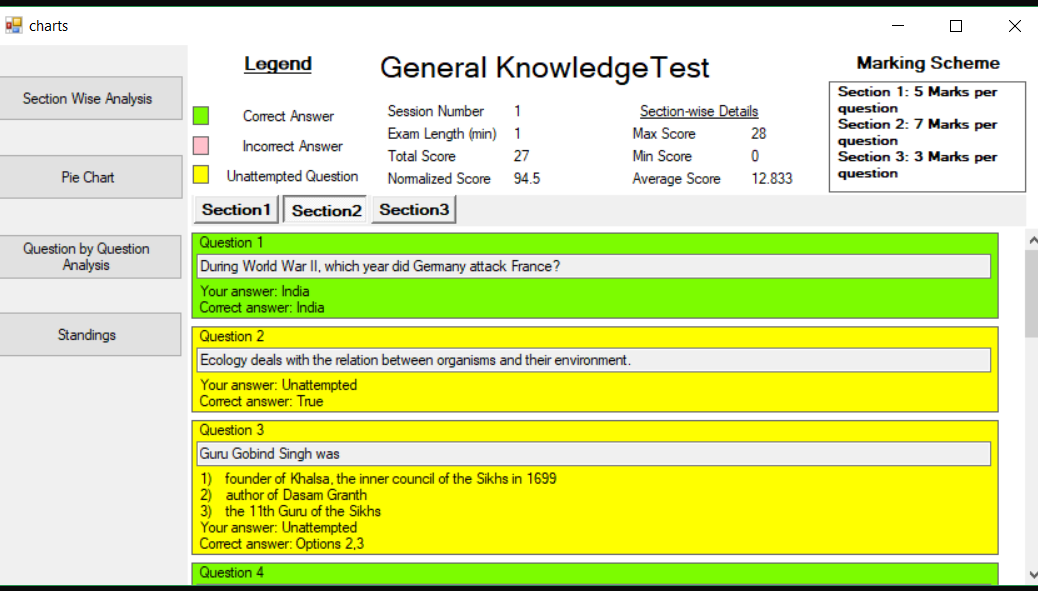 charts
Section Wise Analysis
Pie Chart
Question by Question
Analysis
Standings
Legend
Correct Answer
Incorrect Answer
Unattempted Question
General KnowledgeTest
Session Number 1
Exam Length (min) 1
Total Score 27
Normalized Score 94.5
Section-wise Details
Max Score 28
Min Score 0
Average Score 12.833
Marking Scheme
Section 1: 5 Marks per
question
Section 2: 7 Marks per
question
Section 3: 3 Marks per
question
Section1 Section2 Section3
Question 1
During World War II, which year did Germany attack France?
Your answer: India
Correct answer: India
Question 2
Ecology deals with the relation between organisms and their environment.
Your answer: Unattempted
Correct answer: True
Question 3
Guru Gobind Singh was
1) founder of Khalsa, the inner council of the Sikhs in 1699
2) author of Dasam Granth
3) the 11th Guru of the Sikhs
Your answer: Unattempted
Correct answer: Options 2,3
Question 4